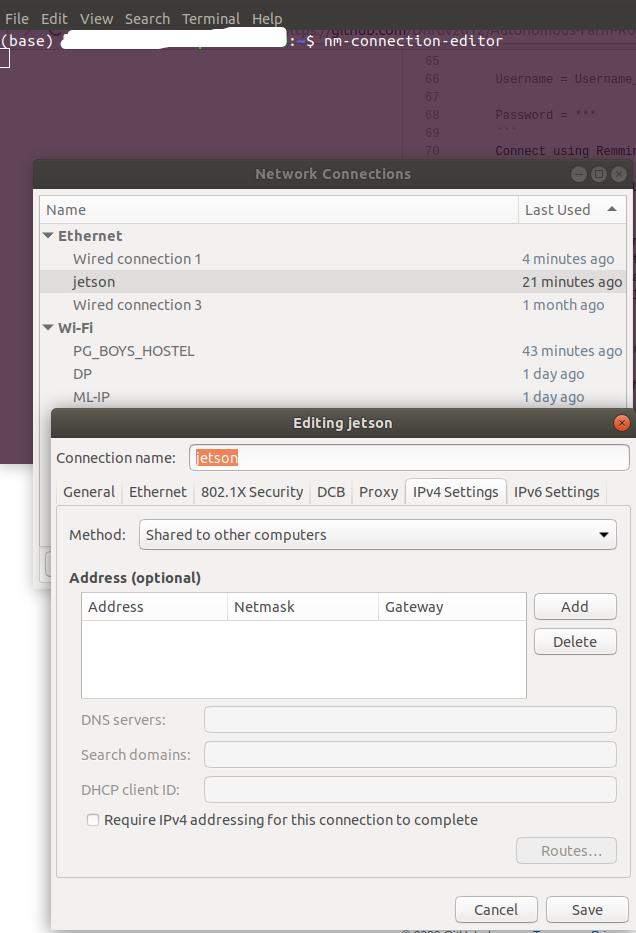 File Edit View Search Terminal Help
(base) :~$ nm-connection-editor
65
66 Username = Username_
67
68 Password = ***
69 ```
70 Connect using Remmin
Network Connections
Name Last Used
Ethernet
Wired connection 1 4 minutes ago
jetson 21 minutes ago
Wired connection 3 1 month ago
Wi-Fi
PG_BOYS_HOSTEL 43 minutes ago
DP 1 day ago
ML-IP 1 day ago
Editing jetson
Connection name: jetson
General Ethernet 802.1X Security DCB Proxy IPv4 Settings IPv6 Settings
Method: Shared to other computers
Address (optional)
Address Netmask Gateway
Add
Delete
DNS servers:
Search domains:
DHCP client ID:
Require IPv4 addressing for this connection to complete
Routes...
Cancel Save